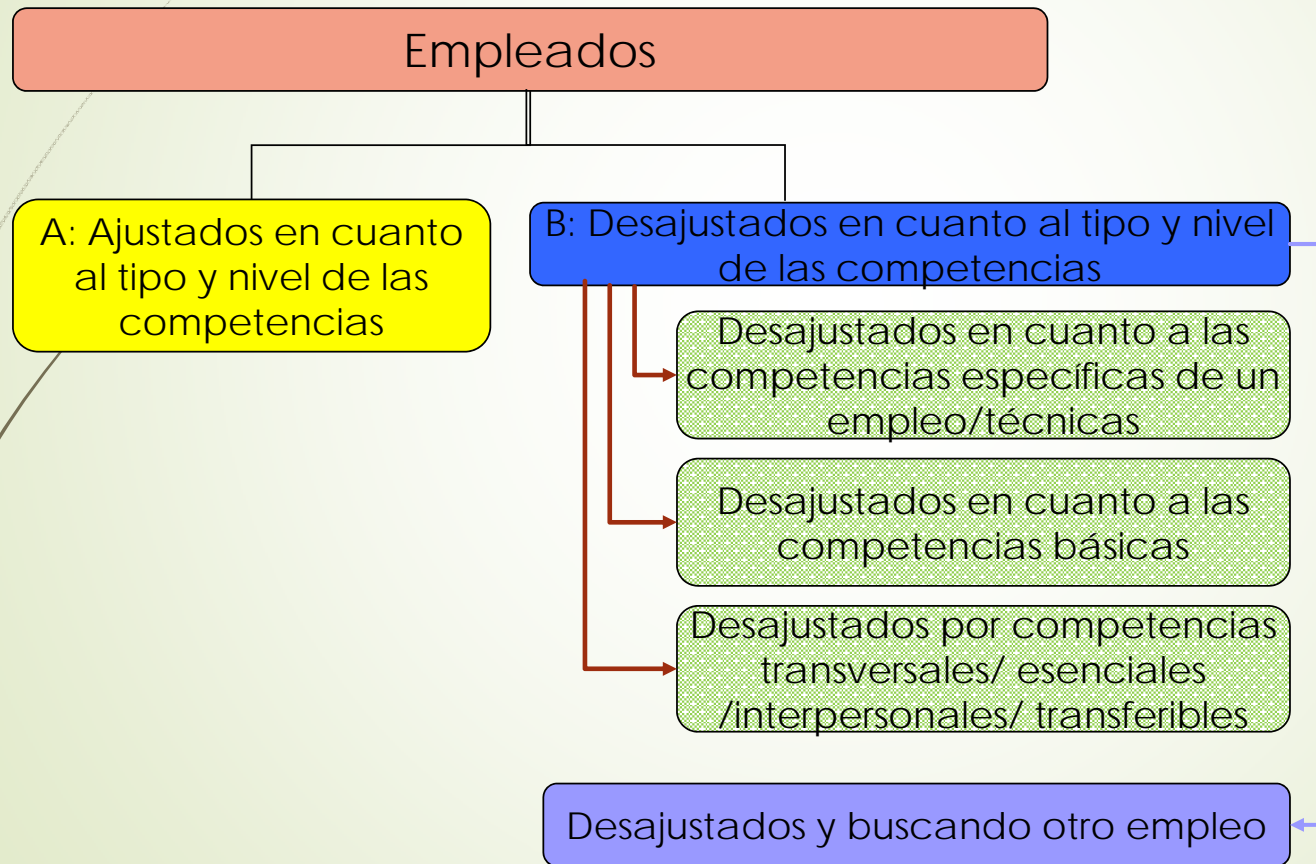 Empleados
A: Ajustados en cuanto
al tipo y nivel de las
competencias
B: Desajustados en cuanto al tipo y nivel
de las competencias
Desajustados en cuanto a las
competencias específicas de un
empleo/técnicas
Desajustados en cuanto a las
competencias básicas
Desajustados por competencias
transversales/ esenciales
/interpersonales/ transferibles
Desajustados y buscando otro empleo